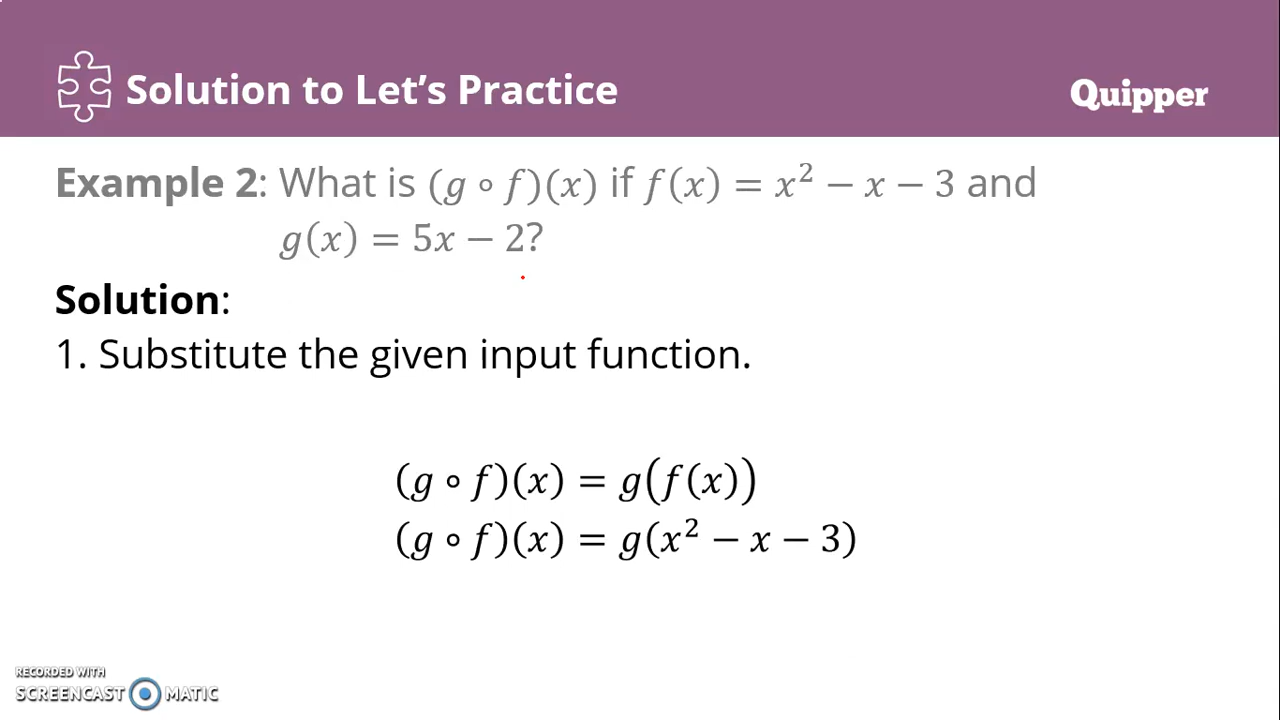 Solution to Let's Practice
Quipper
Example 2: What is (g ∘ f)(x) if f(x) = x² − x − 3 and
g(x) = 5x − 2?
Solution:
1. Substitute the given input function.
(g ∘ f)(x) = g(f(x))
(g ∘ f)(x) = g(x² − x − 3)
RECORDED WITH
SCREENCAST MATIC